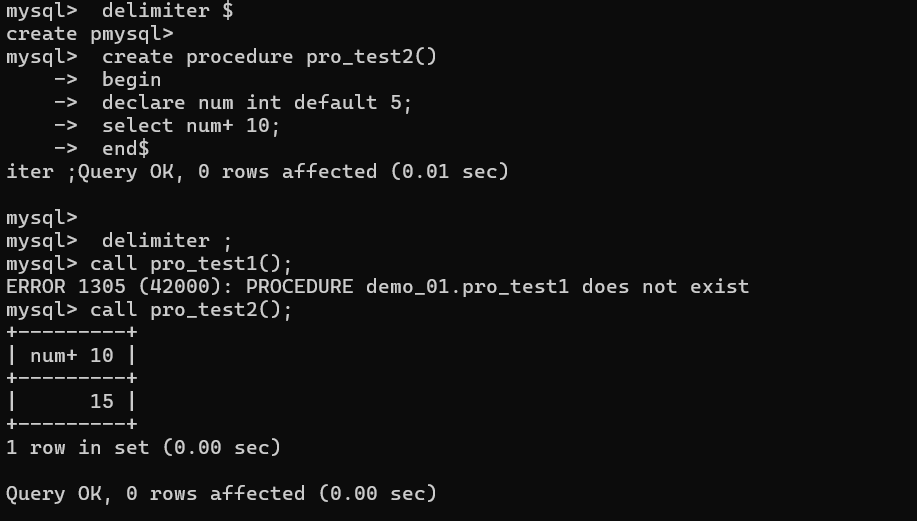 mysql>  delimiter $
create pmysql>
mysql>  create procedure pro_test2()
    ->  begin
    ->  declare num int default 5;
    ->  select num+ 10;
    ->  end$
iter ;Query OK, 0 rows affected (0.01 sec)

mysql>
mysql>  delimiter ;
mysql> call pro_test1();
ERROR 1305 (42000): PROCEDURE demo_01.pro_test1 does not exist
mysql> call pro_test2();
+---------+
| num+ 10 |
+---------+
|      15 |
+---------+
1 row in set (0.00 sec)

Query OK, 0 rows affected (0.00 sec)